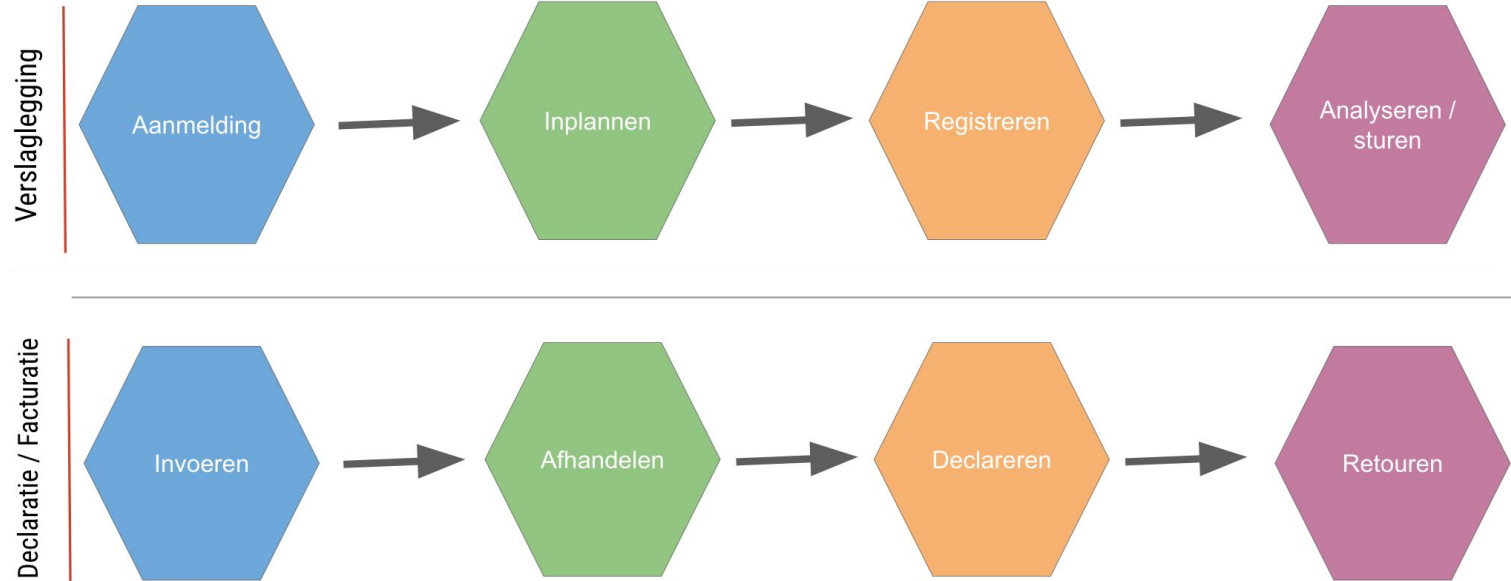 Verslaglegging
Aanmelding
Inplannen
Registreren
Analyseren /
sturen
Declaratie / Facturatie
Invoeren
Afhandelen
Declareren
Retouren